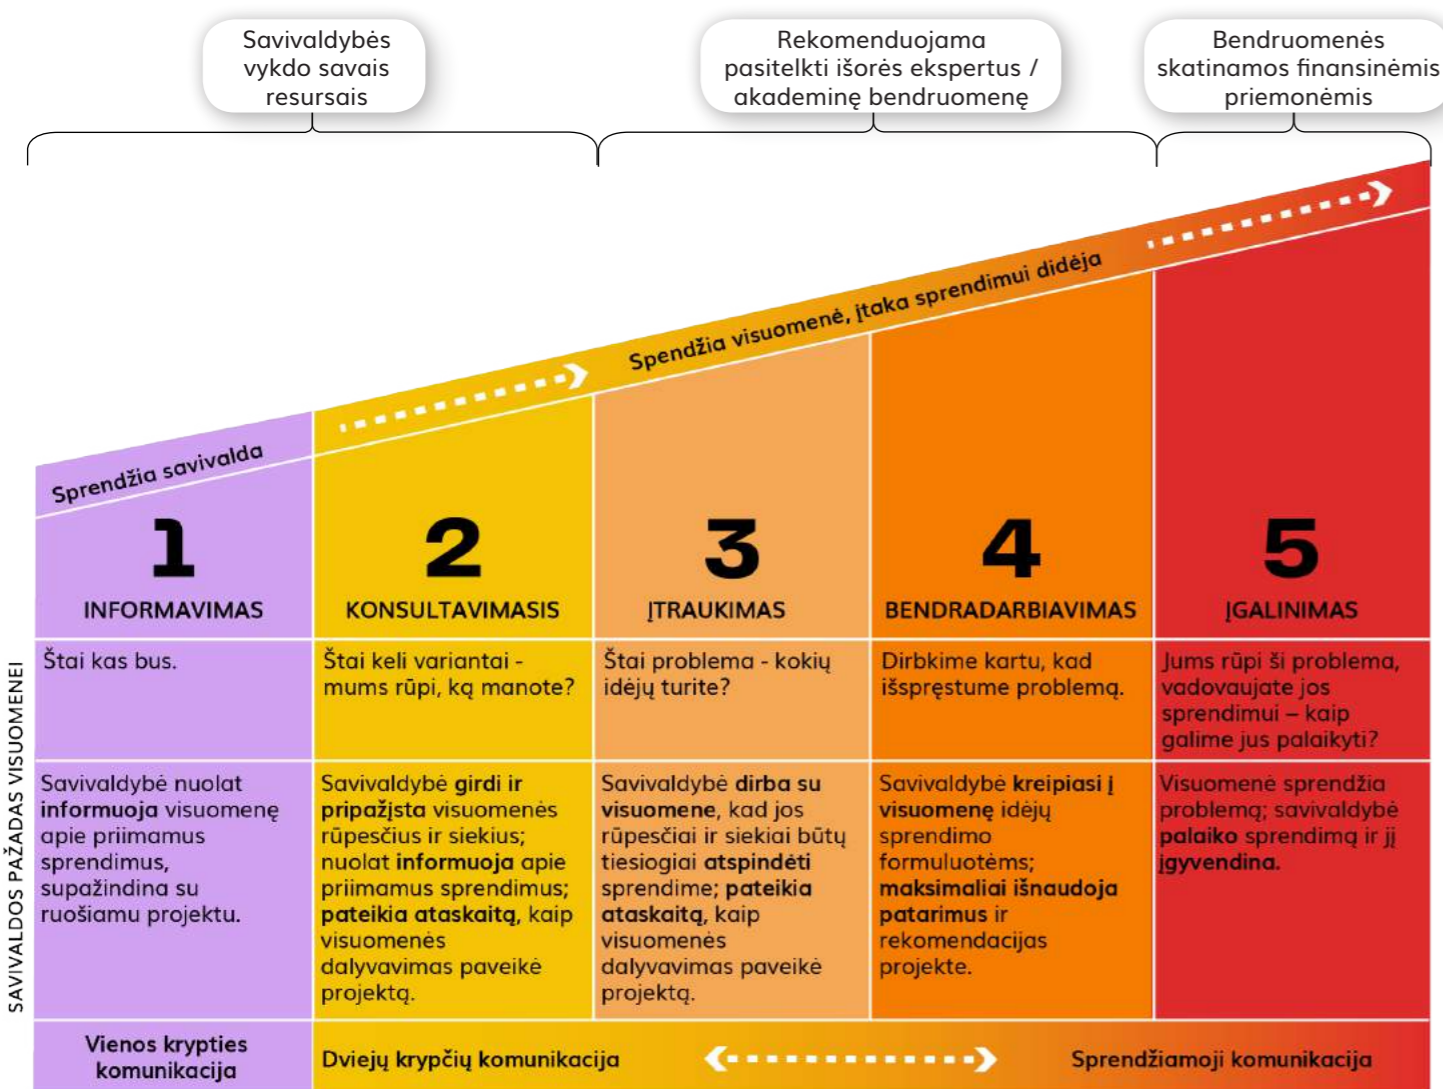 Savivaldybės
vykdo savais
resursais
Rekomenduojama
pasitelkti išorės ekspertus /
akademinę bendruomenę
Bendruomenės
skatinamos finansinėmis
priemonėmis
Sprendžia savivalda
Spendžia visuomenė, įtaka sprendimui didėja
1
INFORMAVIMAS
2
KONSULTAVIMASIS
3
ĮTRAUKIMAS
4
BENDRADARBIAVIMAS
5
ĮGALINIMAS
SAVIVALDOS PAŽADAS VISUOMENEI
Štai kas bus.
Štai keli variantai -
mums rūpi, ką manote?
Štai problema - kokių
idėjų turite?
Dirbkime kartu, kad
išspręstume problemą.
Jums rūpi ši problema,
vadovaujate jos
sprendimui – kaip
galime jus palaikyti?
Savivaldybė nuolat
informuoja visuomenę
apie priimamus
sprendimus,
supažindina su
ruošiamu projektu.
Savivaldybė girdi ir
pripažįsta visuomenės
rūpesčius ir siekius;
nuolat informuoja apie
priimamus sprendimus;
pateikia ataskaitą, kaip
visuomenės
dalyvavimas paveikė
projektą.
Savivaldybė dirba su
visuomene, kad jos
rūpesčiai ir siekiai būtų
tiesiogiai atspindėti
sprendime; pateikia
ataskaitą, kaip
visuomenės
dalyvavimas paveikė
projektą.
Savivaldybė kreipiasi į
visuomenę idėjų
sprendimo
formuluotėms;
maksimaliai išnaudoja
patarimus ir
rekomendacijas
projekte.
Visuomenė sprendžia
problemą; savivaldybė
palaiko sprendimą ir jį
įgyvendina.
Vienos krypties
komunikacija
Dviejų krypčių komunikacija
Sprendžiamoji komunikacija